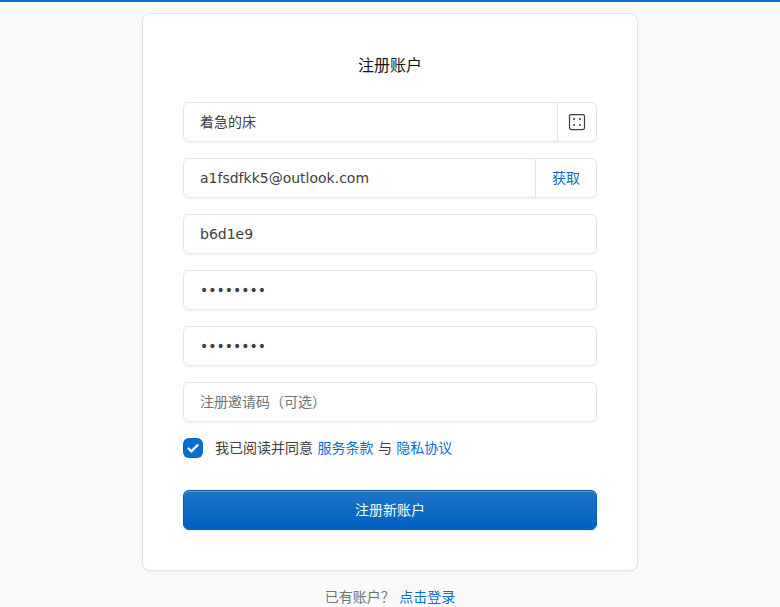 注册账户
着急的床
a1fsdfkk5@outlook.com 获取
b6d1e9
••••••••
••••••••
注册邀请码（可选）
我已阅读并同意 服务条款 与 隐私协议
注册新账户
已有账户？ 点击登录